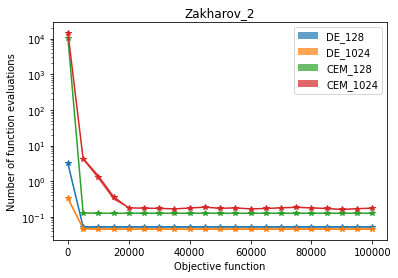 Zakharov_2
Number of function evaluations
10⁴
10³
10²
10¹
10⁰
10⁻¹
DE_128
DE_1024
CEM_128
CEM_1024
0 20000 40000 60000 80000 100000
Objective function